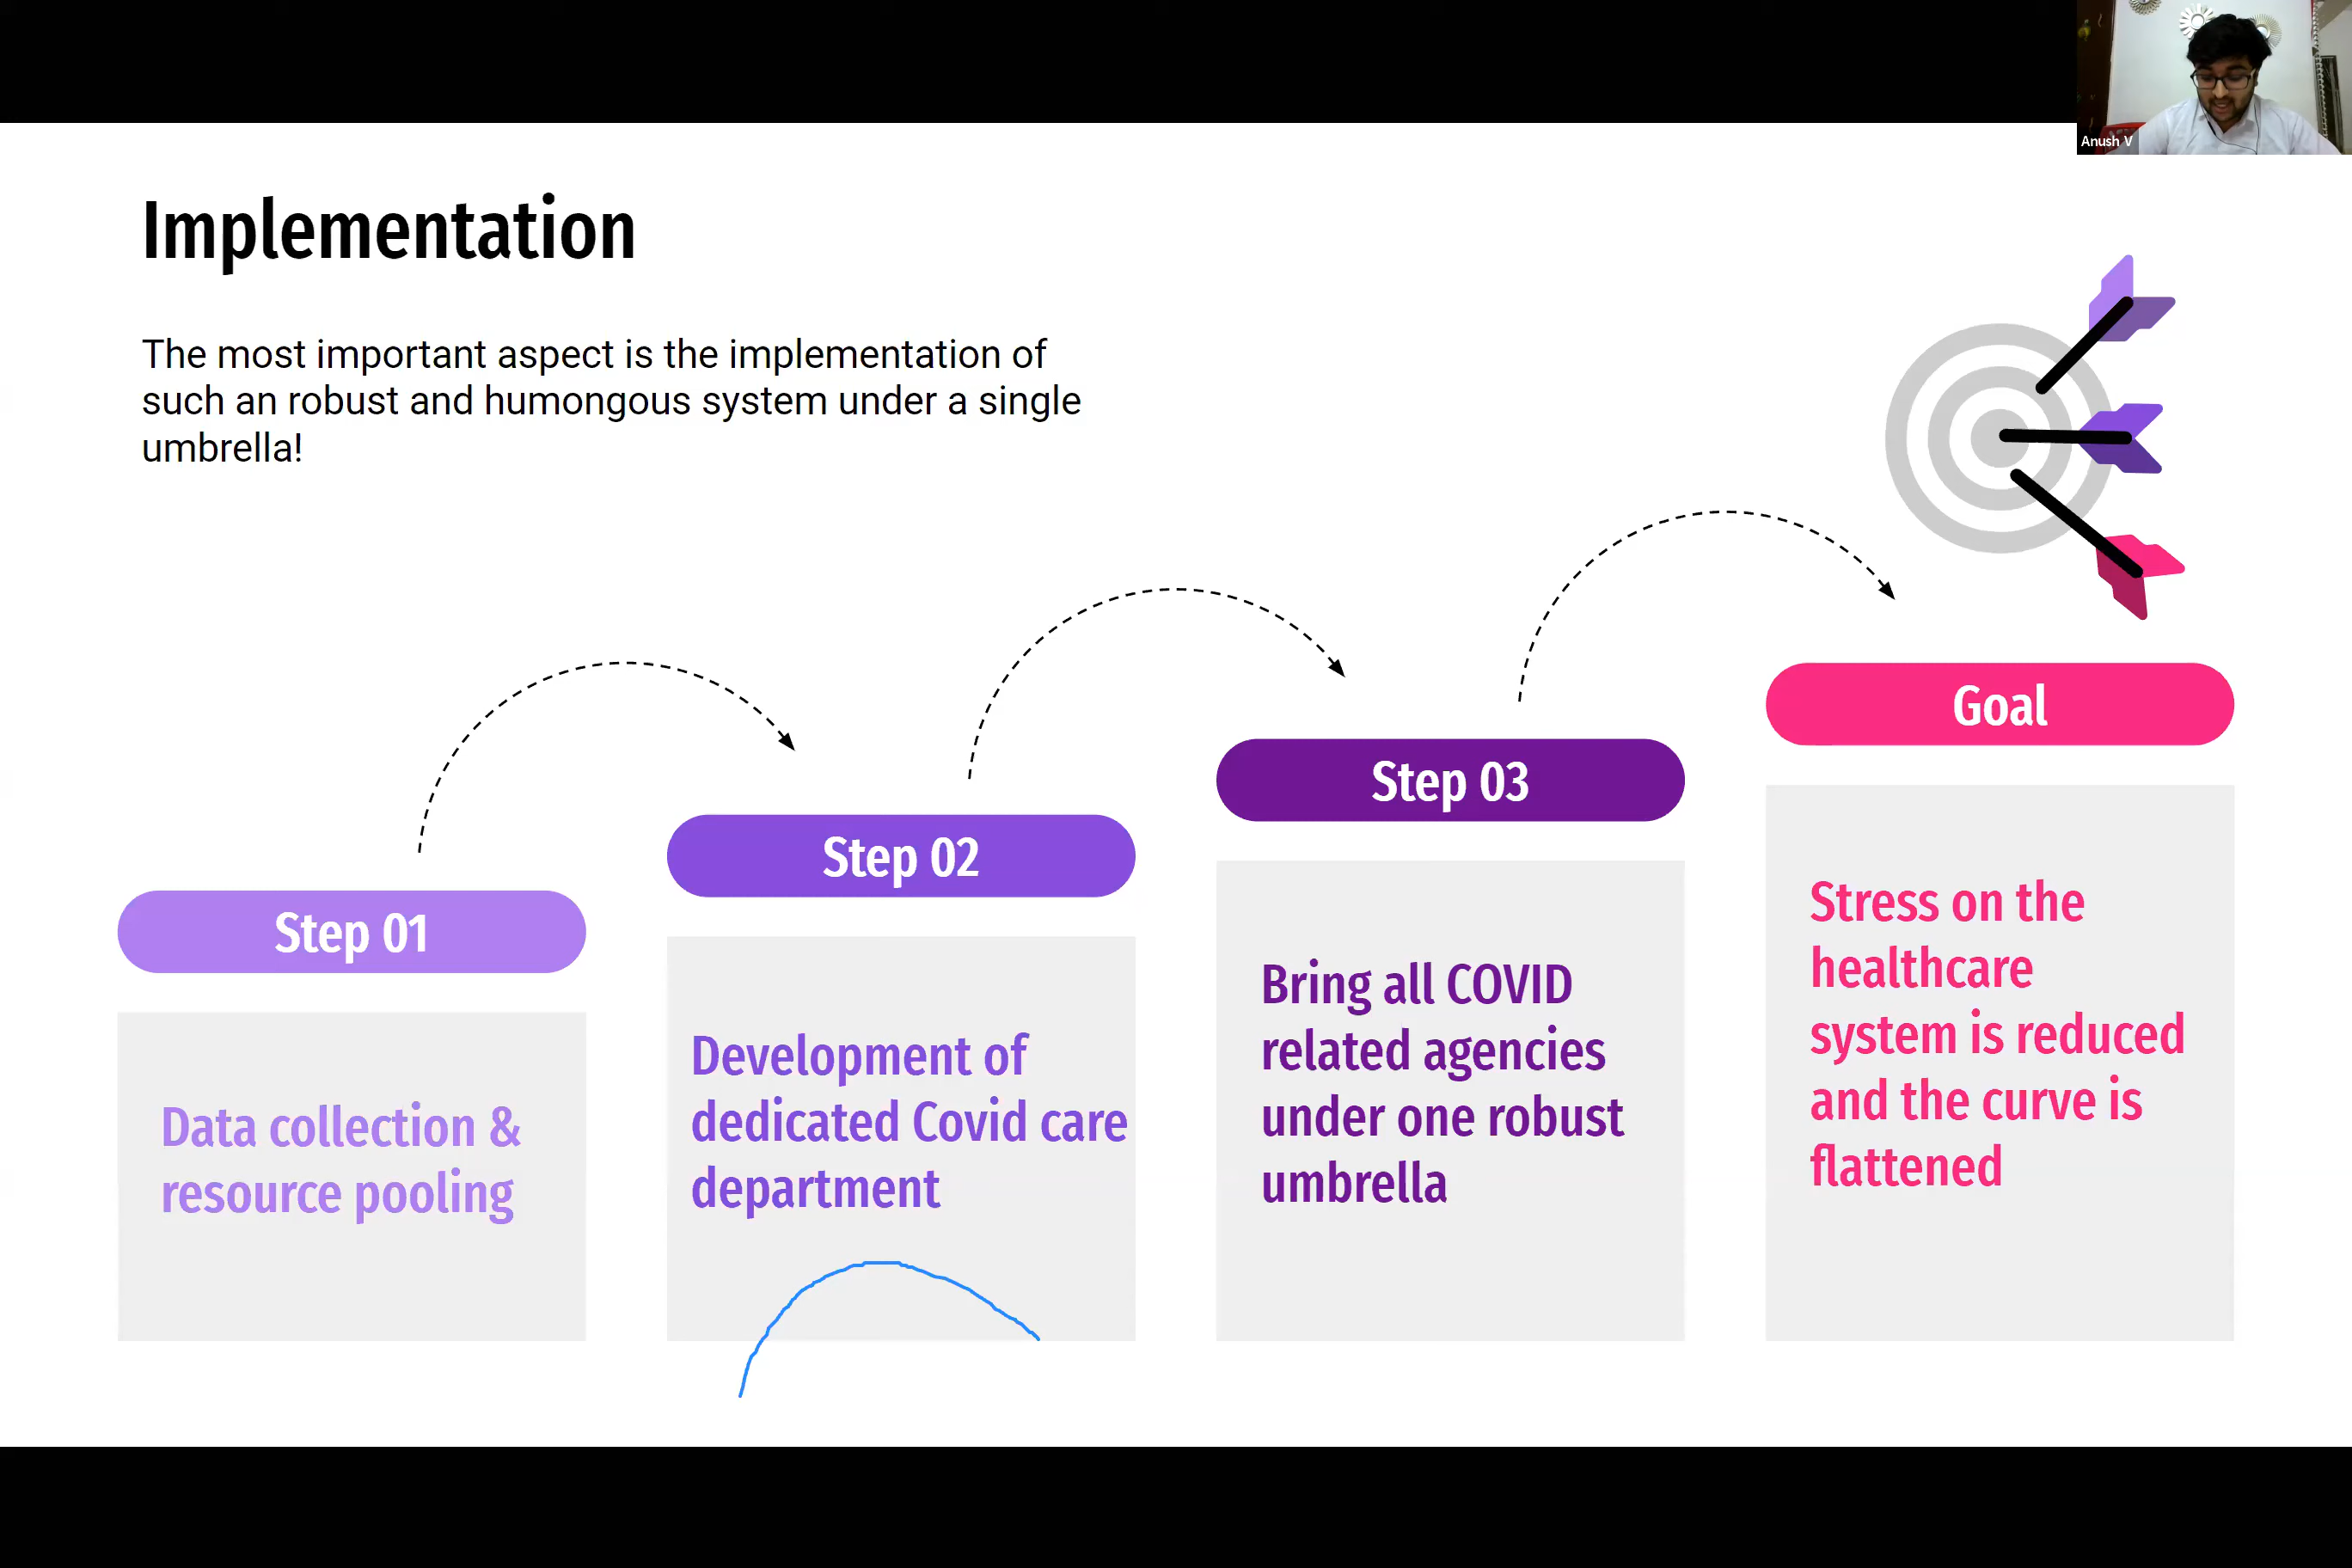 Anush V
Implementation
The most important aspect is the implementation of
such an robust and humongous system under a single
umbrella!
Step 01
Data collection &
resource pooling
Step 02
Development of
dedicated Covid care
department
Step 03
Bring all COVID
related agencies
under one robust
umbrella
Goal
Stress on the
healthcare
system is reduced
and the curve is
flattened